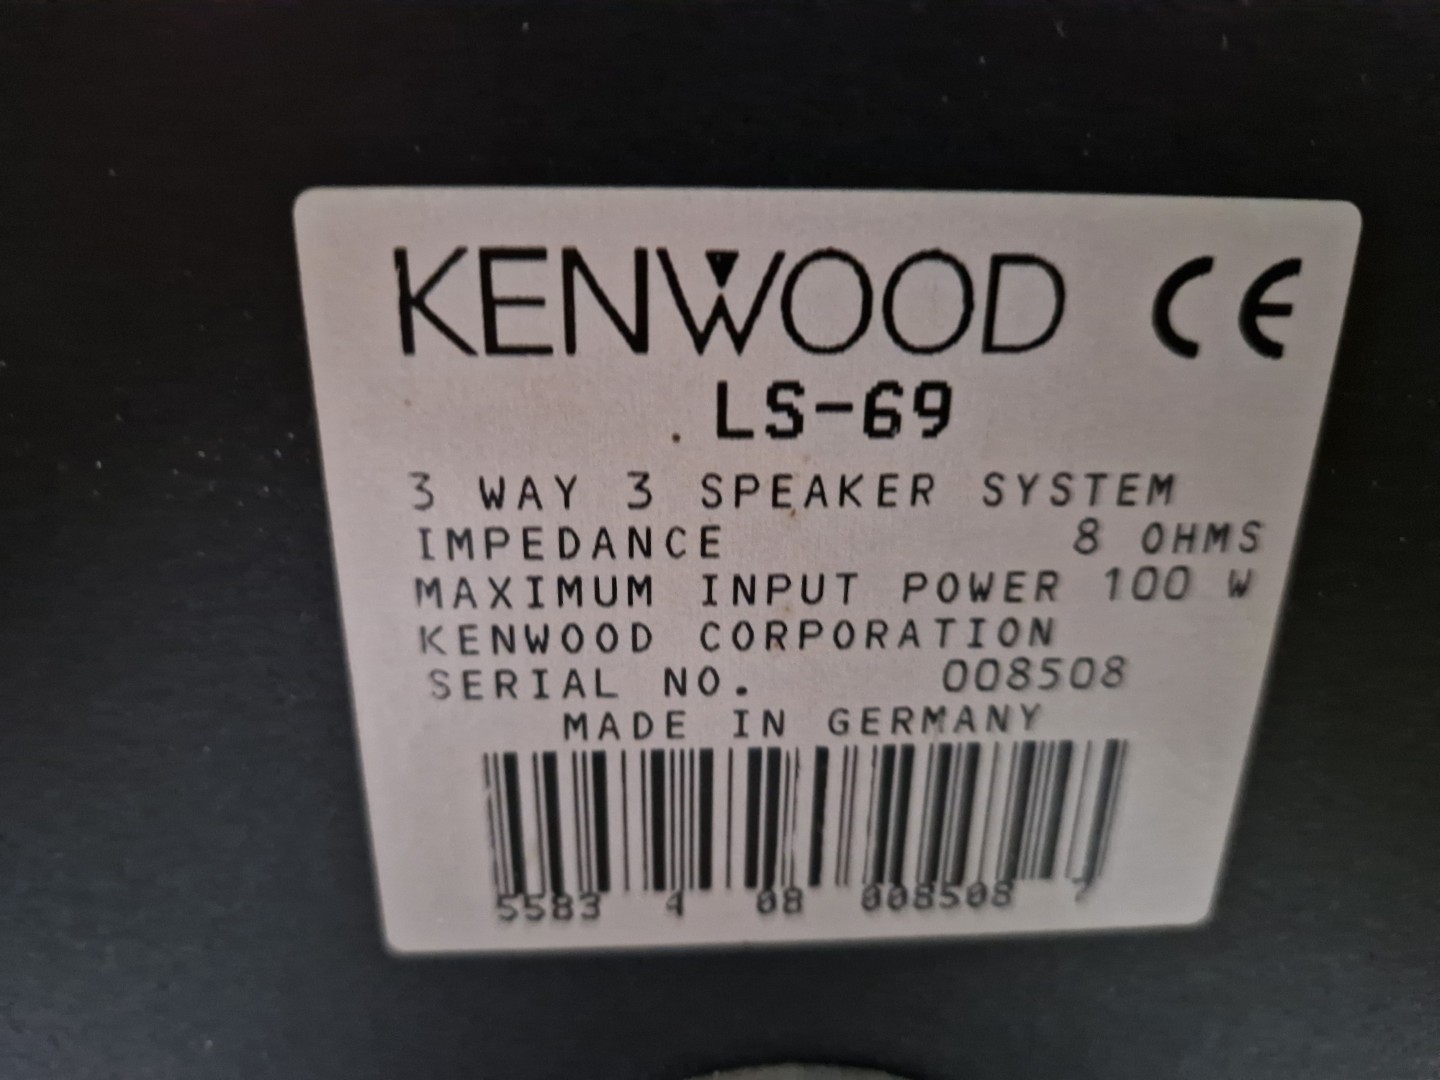 KENWOOD CE
LS-69
3 WAY 3 SPEAKER SYSTEM
IMPEDANCE 8 OHMS
MAXIMUM INPUT POWER 100 W
KENWOOD CORPORATION
SERIAL NO. 008508
MADE IN GERMANY
5583 4 08 008508 7